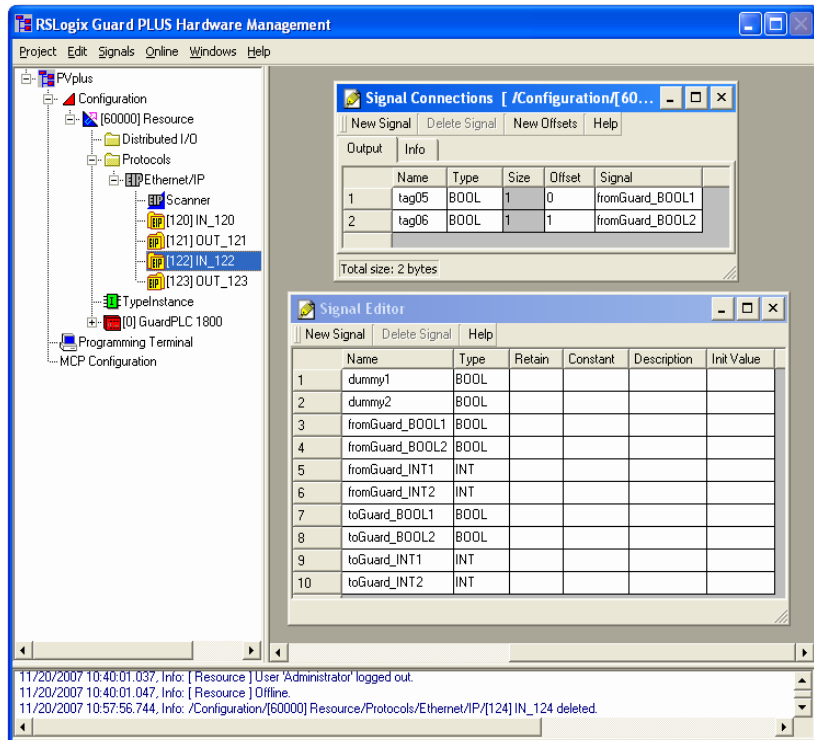 RSLogix Guard PLUS Hardware Management
Project Edit Signals Online Windows Help
PVplus
Configuration
[60000] Resource
Distributed I/O
Protocols
EIP Ethernet/IP
EIP Scanner
EIP [120] IN_120
EIP [121] OUT_121
EIP [122] IN_122
EIP [123] OUT_123
TypeInstance
[0] GuardPLC 1800
Programming Terminal
MCP Configuration
Signal Connections [ /Configuration/[60...
New Signal Delete Signal New Offsets Help
Output Info
Name Type Size Offset Signal
1 tag05 BOOL 1 0 fromGuard_BOOL1
2 tag06 BOOL 1 1 fromGuard_BOOL2
Total size: 2 bytes
Signal Editor
New Signal Delete Signal Help
Name Type Retain Constant Description Init Value
1 dummy1 BOOL
2 dummy2 BOOL
3 fromGuard_BOOL1 BOOL
4 fromGuard_BOOL2 BOOL
5 fromGuard_INT1 INT
6 fromGuard_INT2 INT
7 toGuard_BOOL1 BOOL
8 toGuard_BOOL2 BOOL
9 toGuard_INT1 INT
10 toGuard_INT2 INT
11/20/2007 10:40:01.037, Info: [ Resource ] User 'Administrator' logged out.
11/20/2007 10:40:01.047, Info: [ Resource ] Offline.
11/20/2007 10:57:56.744, Info: /Configuration/[60000] Resource/Protocols/Ethernet/IP/[124] IN_124 deleted.